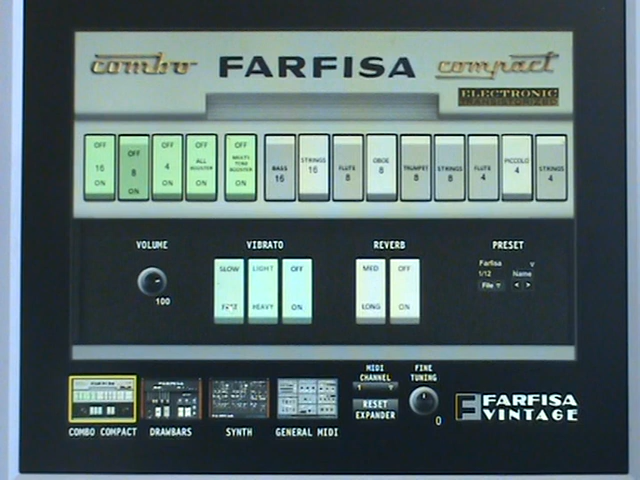 combo FARFISA compact
ELECTRONIC
TRANSISTORIZED
OFF OFF OFF OFF OFF
16 8 4 ALL BOOSTER MULTI TONE BOOSTER
ON ON ON ON ON
BASS 16 STRINGS 16 FLUTE 8 OBOE 8 TRUMPET 8 STRINGS 8 FLUTE 4 PICCOLO 4 STRINGS 4
VOLUME VIBRATO REVERB PRESET
100
SLOW LIGHT OFF MED OFF
FAST HEAVY ON LONG ON
Farfisa
1/12 Name
File < >
MIDI CHANNEL
1
RESET EXPANDER
FINE TUNING
0
FARFISA
VINTAGE
COMBO COMPACT DRAWBARS SYNTH GENERAL MIDI